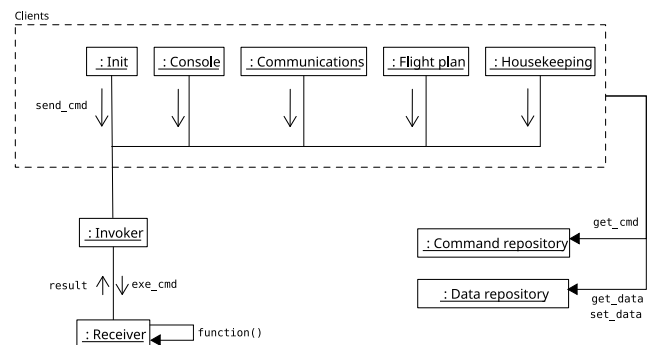 Clients
: Init
: Console
: Communications
: Flight plan
: Housekeeping
send_cmd
get_cmd
: Invoker
: Command repository
result
exe_cmd
: Data repository
get_data
set_data
: Receiver
function()